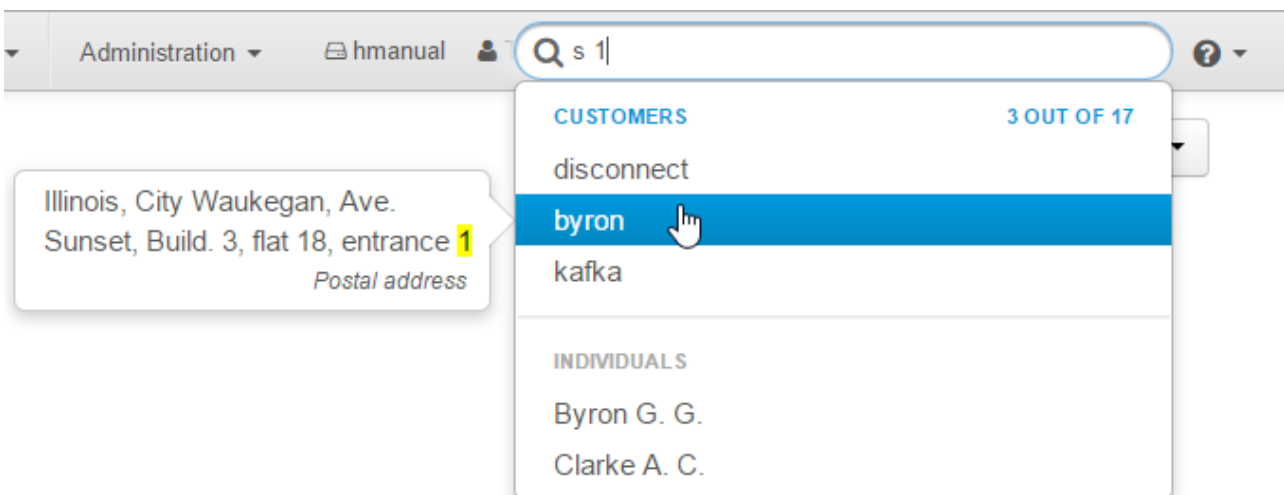 Administration hmanual s 1
CUSTOMERS 3 OUT OF 17
disconnect
byron
kafka
Illinois, City Waukegan, Ave.
Sunset, Build. 3, flat 18, entrance 1
Postal address
INDIVIDUALS
Byron G. G.
Clarke A. C.